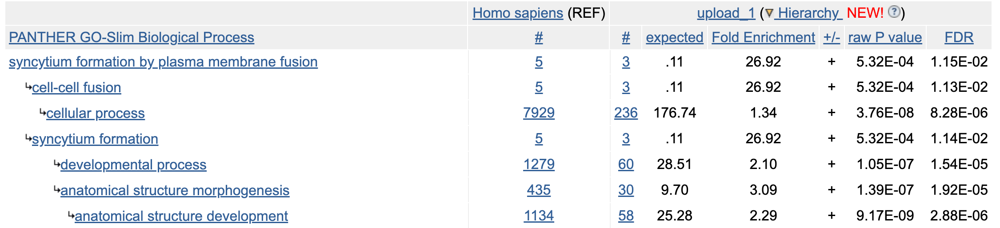 Homo sapiens (REF) upload_1 (▼ Hierarchy NEW! ?)
PANTHER GO-Slim Biological Process # # expected Fold Enrichment +/- raw P value FDR
syncytium formation by plasma membrane fusion 5 3 .11 26.92 + 5.32E-04 1.15E-02
↳cell-cell fusion 5 3 .11 26.92 + 5.32E-04 1.13E-02
↳cellular process 7929 236 176.74 1.34 + 3.76E-08 8.28E-06
↳syncytium formation 5 3 .11 26.92 + 5.32E-04 1.14E-02
↳developmental process 1279 60 28.51 2.10 + 1.05E-07 1.54E-05
↳anatomical structure morphogenesis 435 30 9.70 3.09 + 1.39E-07 1.92E-05
↳anatomical structure development 1134 58 25.28 2.29 + 9.17E-09 2.88E-06